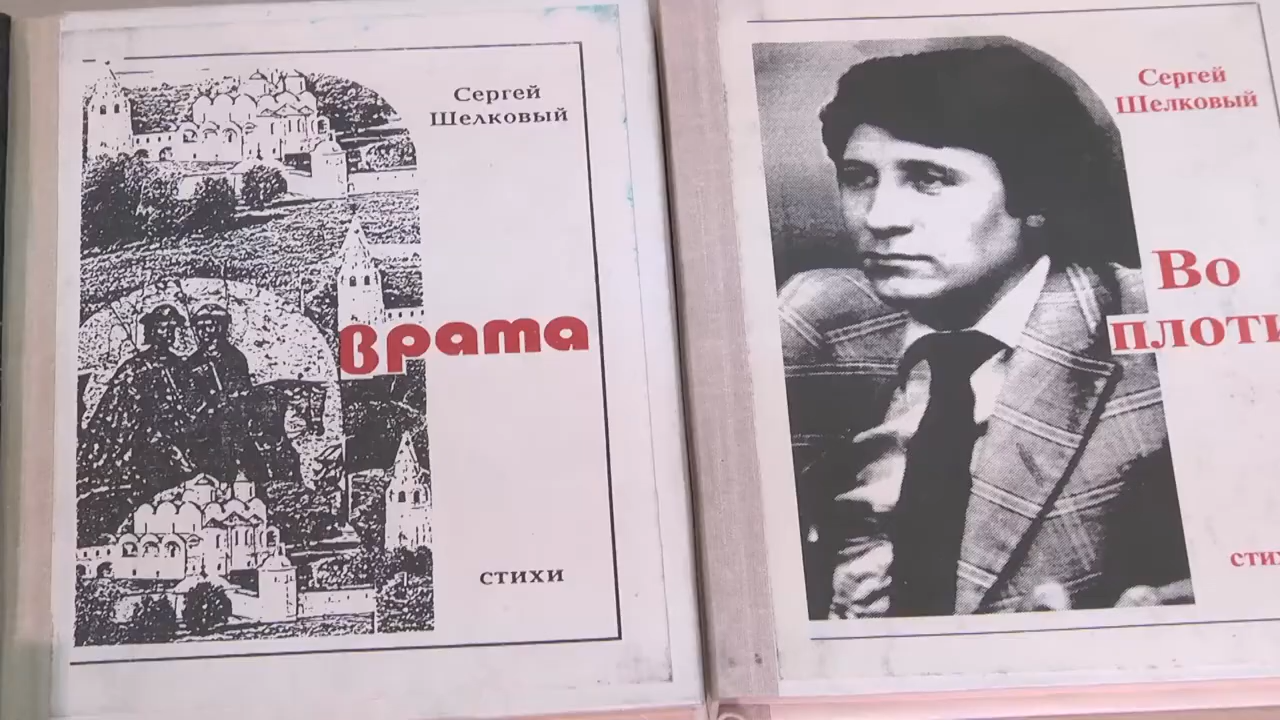 Сергей
Шелковый
врата
стихи
Сергей
Шелковый
Во
плоти